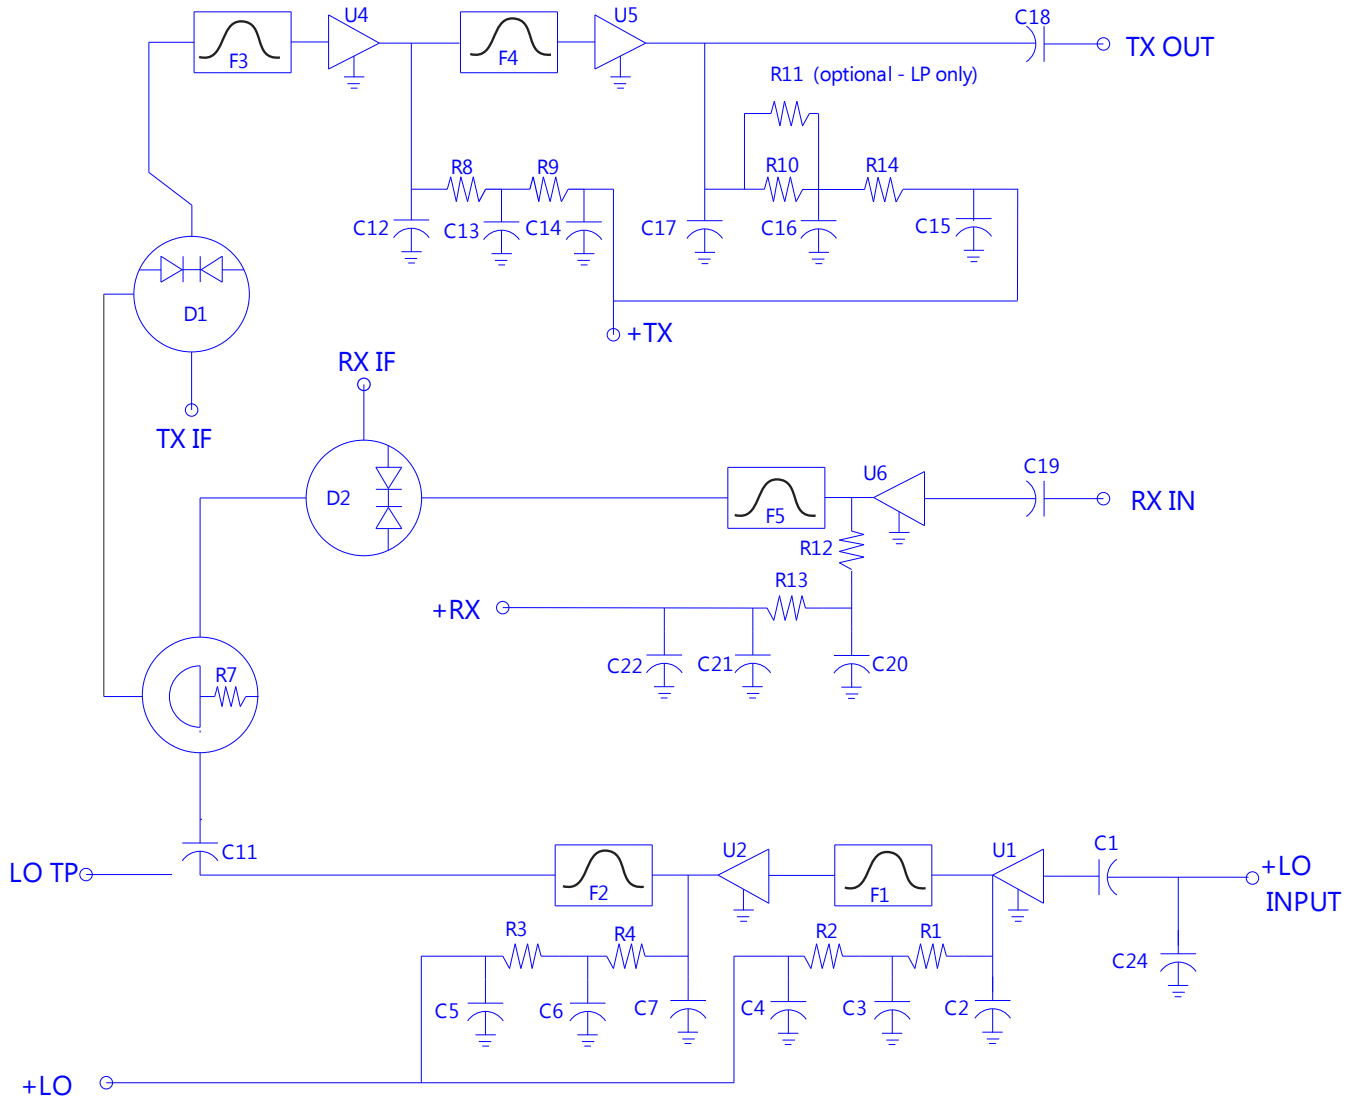 U4
U5
C18
F3
F4
TX OUT
R11 (optional - LP only)
R8
R9
R10
R14
C12
C13
C14
C17
C16
C15
D1
+TX
RX IF
TX IF
D2
U6
C19
F5
RX IN
R12
R13
+RX
C22
C21
C20
R7
C11
LO TP
U2
U1
C1
+LO
INPUT
F2
F1
R3
R4
R2
R1
C24
C5
C6
C7
C4
C3
C2
+LO